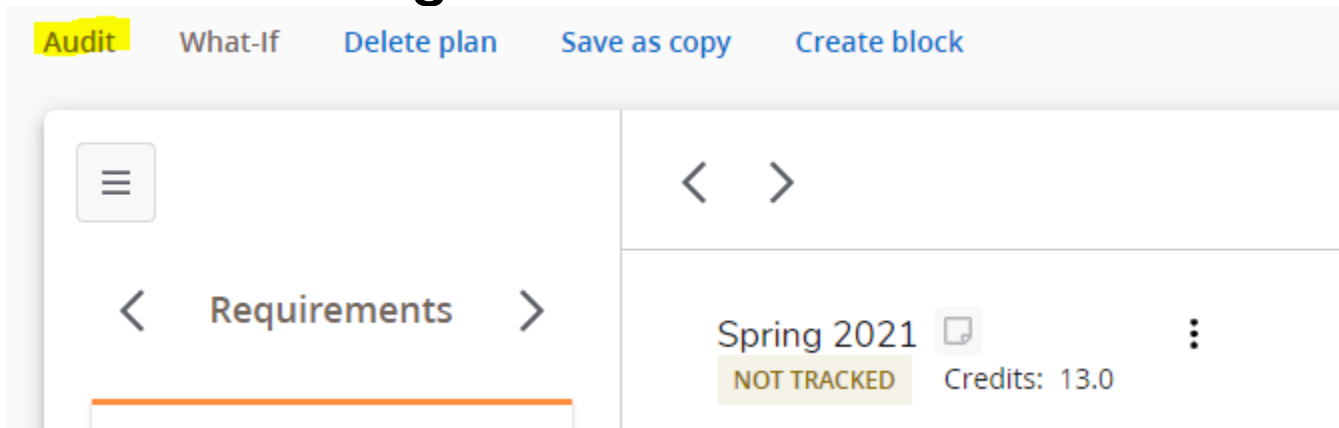 Audit What-If Delete plan Save as copy Create block
Requirements
Spring 2021
NOT TRACKED Credits: 13.0